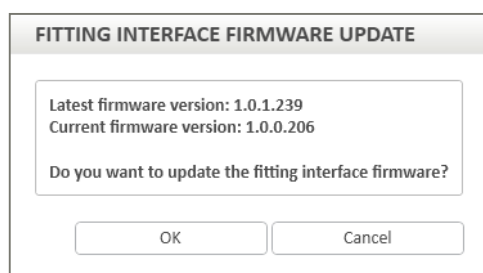 FITTING INTERFACE FIRMWARE UPDATE
Latest firmware version: 1.0.1.239
Current firmware version: 1.0.0.206
Do you want to update the fitting interface firmware?
OK
Cancel